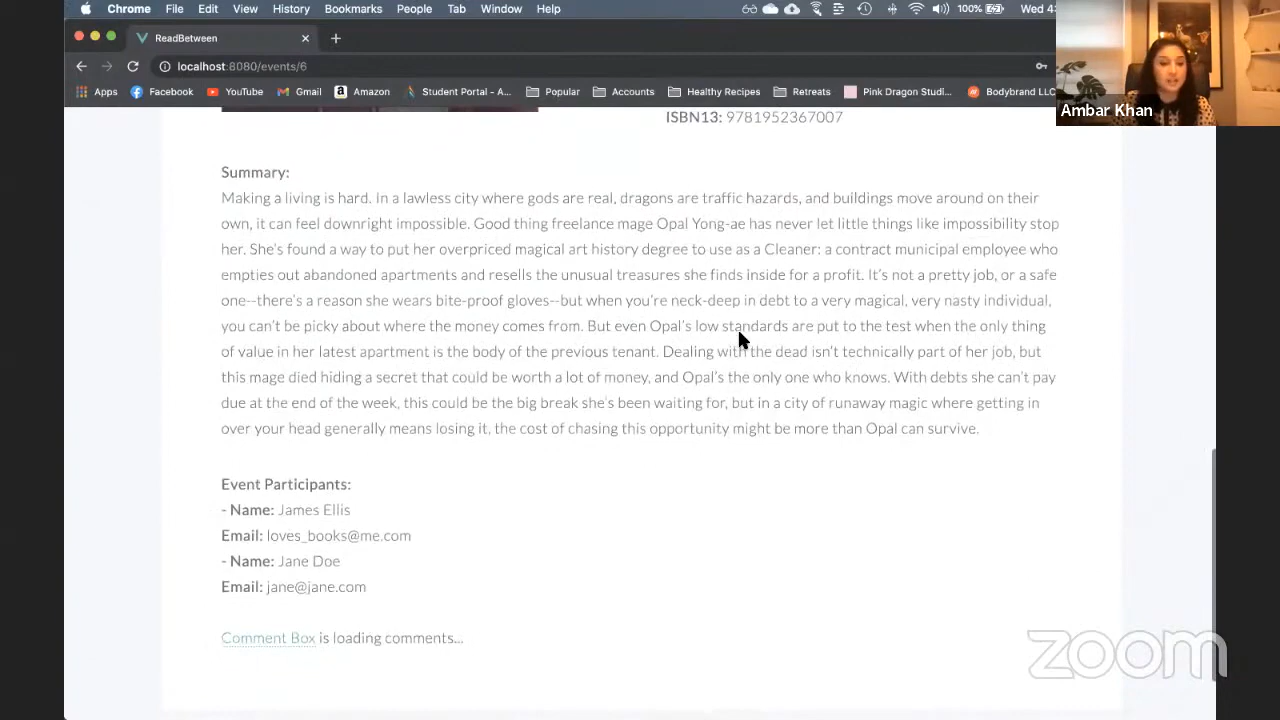 Chrome File Edit View History Bookmarks People Tab Window Help 100% Wed 4:
ReadBetween
localhost:8080/events/6
Apps Facebook YouTube Gmail Amazon Student Portal - A... Popular Accounts Healthy Recipes Retreats Pink Dragon Studi... Bodybrand LLC
Ambar Khan
ISBN13: 9781952367007
Summary:
Making a living is hard. In a lawless city where gods are real, dragons are traffic hazards, and buildings move around on their
own, it can feel downright impossible. Good thing freelance mage Opal Yong-ae has never let little things like impossibility stop
her. She's found a way to put her overpriced magical art history degree to use as a Cleaner: a contract municipal employee who
empties out abandoned apartments and resells the unusual treasures she finds inside for a profit. It's not a pretty job, or a safe
one--there's a reason she wears bite-proof gloves--but when you're neck-deep in debt to a very magical, very nasty individual,
you can't be picky about where the money comes from. But even Opal's low standards are put to the test when the only thing
of value in her latest apartment is the body of the previous tenant. Dealing with the dead isn't technically part of her job, but
this mage died hiding a secret that could be worth a lot of money, and Opal's the only one who knows. With debts she can't pay
due at the end of the week, this could be the big break she's been waiting for, but in a city of runaway magic where getting in
over your head generally means losing it, the cost of chasing this opportunity might be more than Opal can survive.
Event Participants:
- Name: James Ellis
Email: loves_books@me.com
- Name: Jane Doe
Email: jane@jane.com
Comment Box is loading comments...
zoom